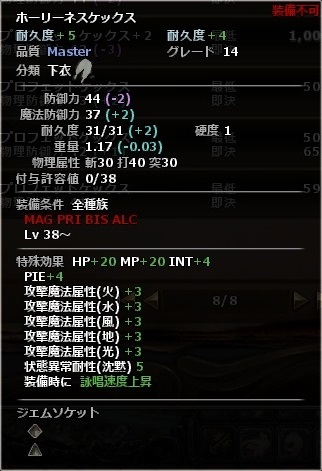 装備不可
ホーリーネスケックス
耐久度+5 耐久度+4
品質 Master グレード 14
分類 下衣
防御力 44 (-2)
魔法防御力 37 (+2)
耐久度 31/31 (+2) 硬度 1
重量 1.17 (-0.03)
物理属性 斬30 打40 突30
付与許容値 0/38
装備条件 全種族
MAG PRI BIS ALC
Lv 38～
特殊効果 HP+20 MP+20 INT+4
PIE+4
攻撃魔法属性(火) +3
攻撃魔法属性(水) +3
攻撃魔法属性(風) +3
攻撃魔法属性(地) +3
攻撃魔法属性(光) +3
状態異常耐性(沈黙) 5
装備時に 詠唱速度上昇
8/8
ジェムソケット